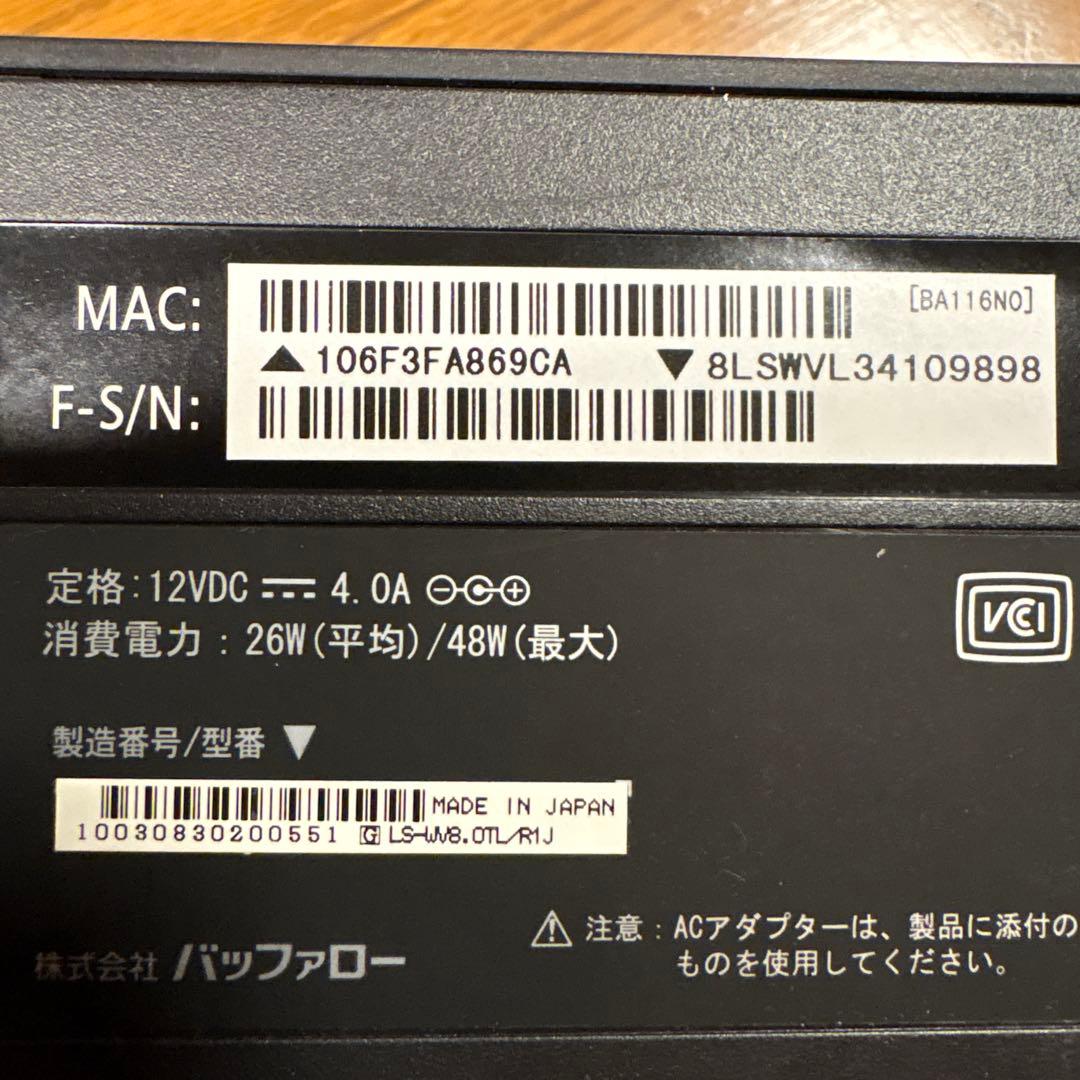 MAC:
[BA116N0]
▲ 106F3FA869CA ▼ 8LSWVL34109898
F-S/N:
定格:12VDC ⎓ 4.0A
消費電力:26W(平均)/48W(最大)
VCCI
製造番号/型番 ▼
MADE IN JAPAN
10030830200551 G LS-WV8.0TL/R1J
⚠ 注意:ACアダプターは、製品に添付の
ものを使用してください。
株式会社 バッファロー